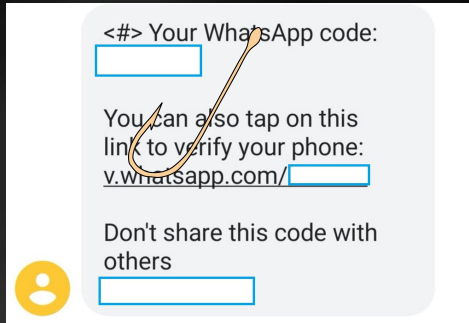 <#> Your WhatsApp code:
You can also tap on this
link to verify your phone:
v.whatsapp.com/
Don't share this code with
others